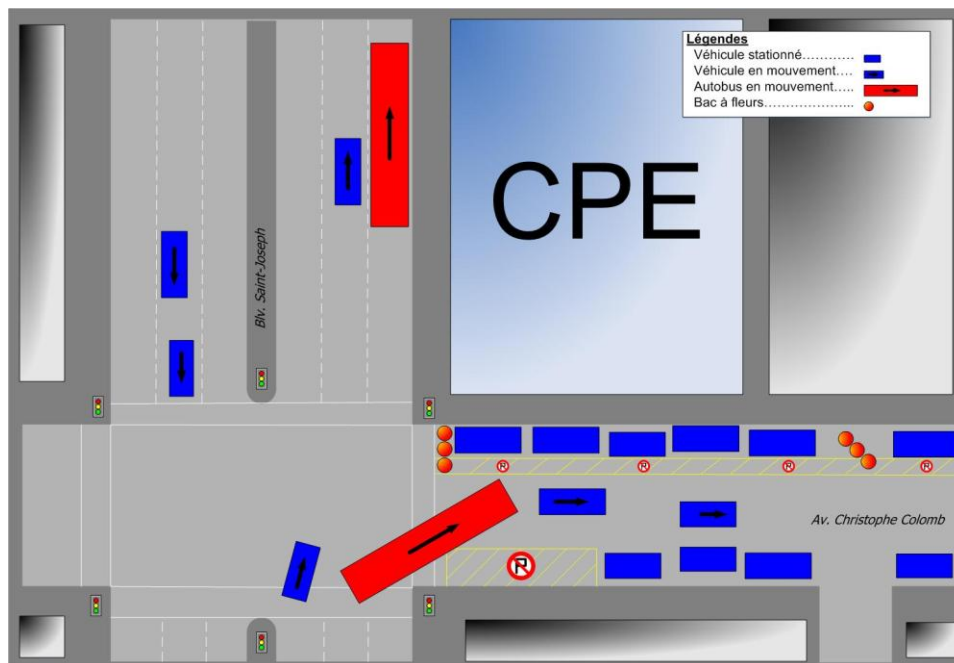 Légendes
Véhicule stationné............
Véhicule en mouvement....
Autobus en mouvement.....
Bac à fleurs.....................
CPE
Blv. Saint-Joseph
Av. Christophe Colomb
P
P
P
P
P